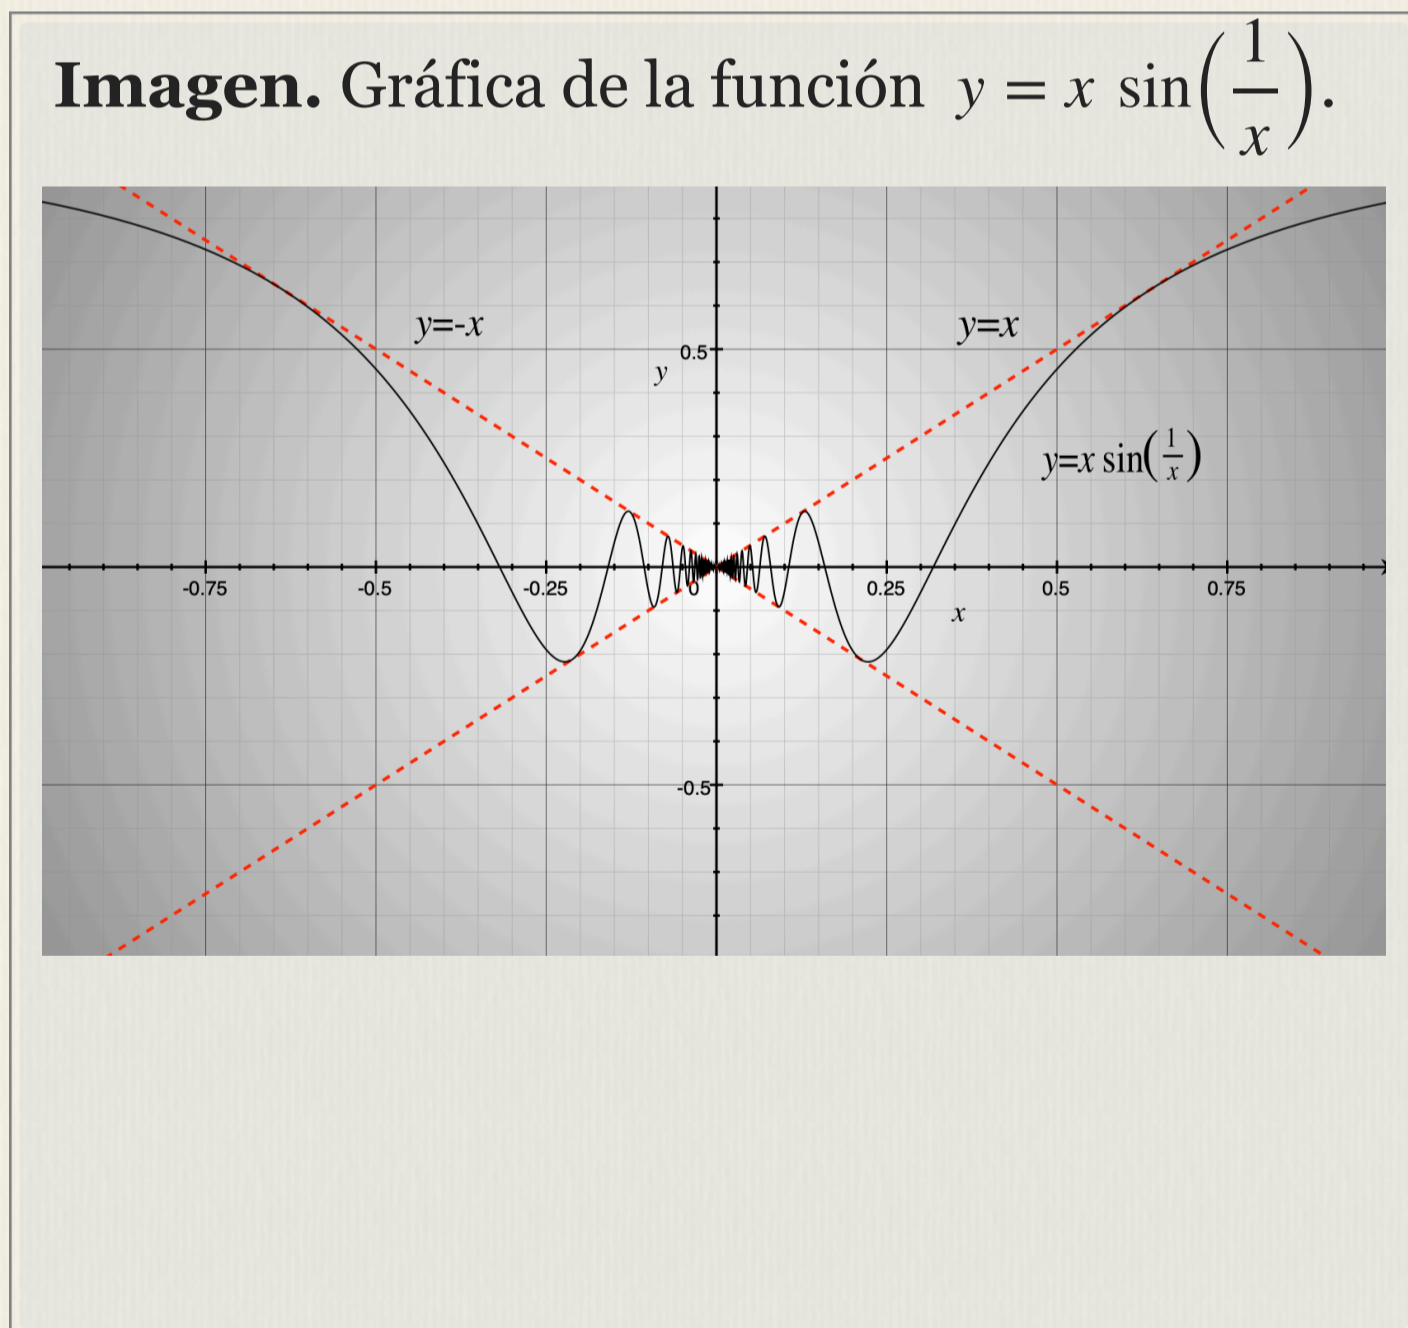 Imagen. Gráfica de la función y = x sin(1/x).
y=-x
y=x
0.5
y
y=x sin(1/x)
-0.75 -0.5 -0.25 0 0.25 0.5 0.75
x
-0.5